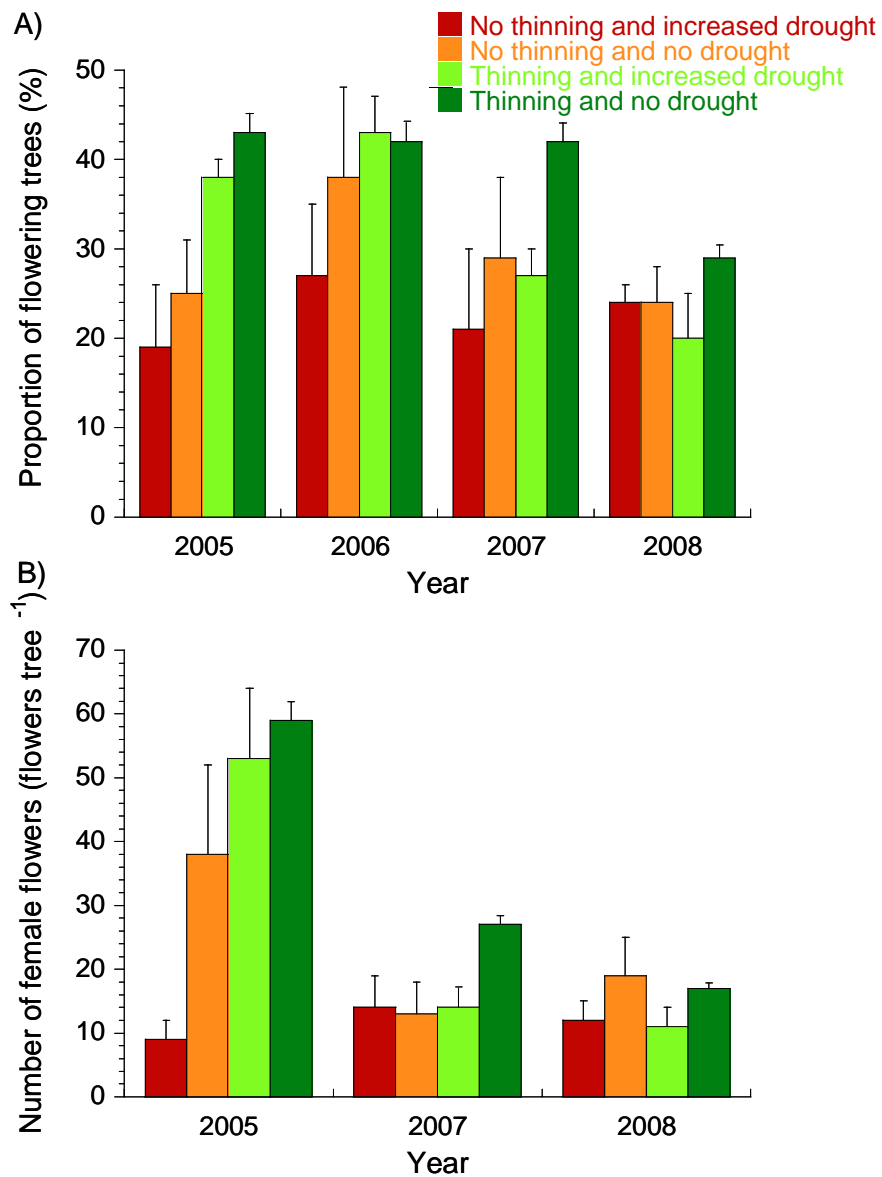 A)
No thinning and increased drought
No thinning and no drought
Thinning and increased drought
Thinning and no drought
Proportion of flowering trees (%)
50
40
30
20
10
0
2005 2006 2007 2008
Year
B)
Number of female flowers (flowers tree -1)
70
60
50
40
30
20
10
0
2005 2007 2008
Year